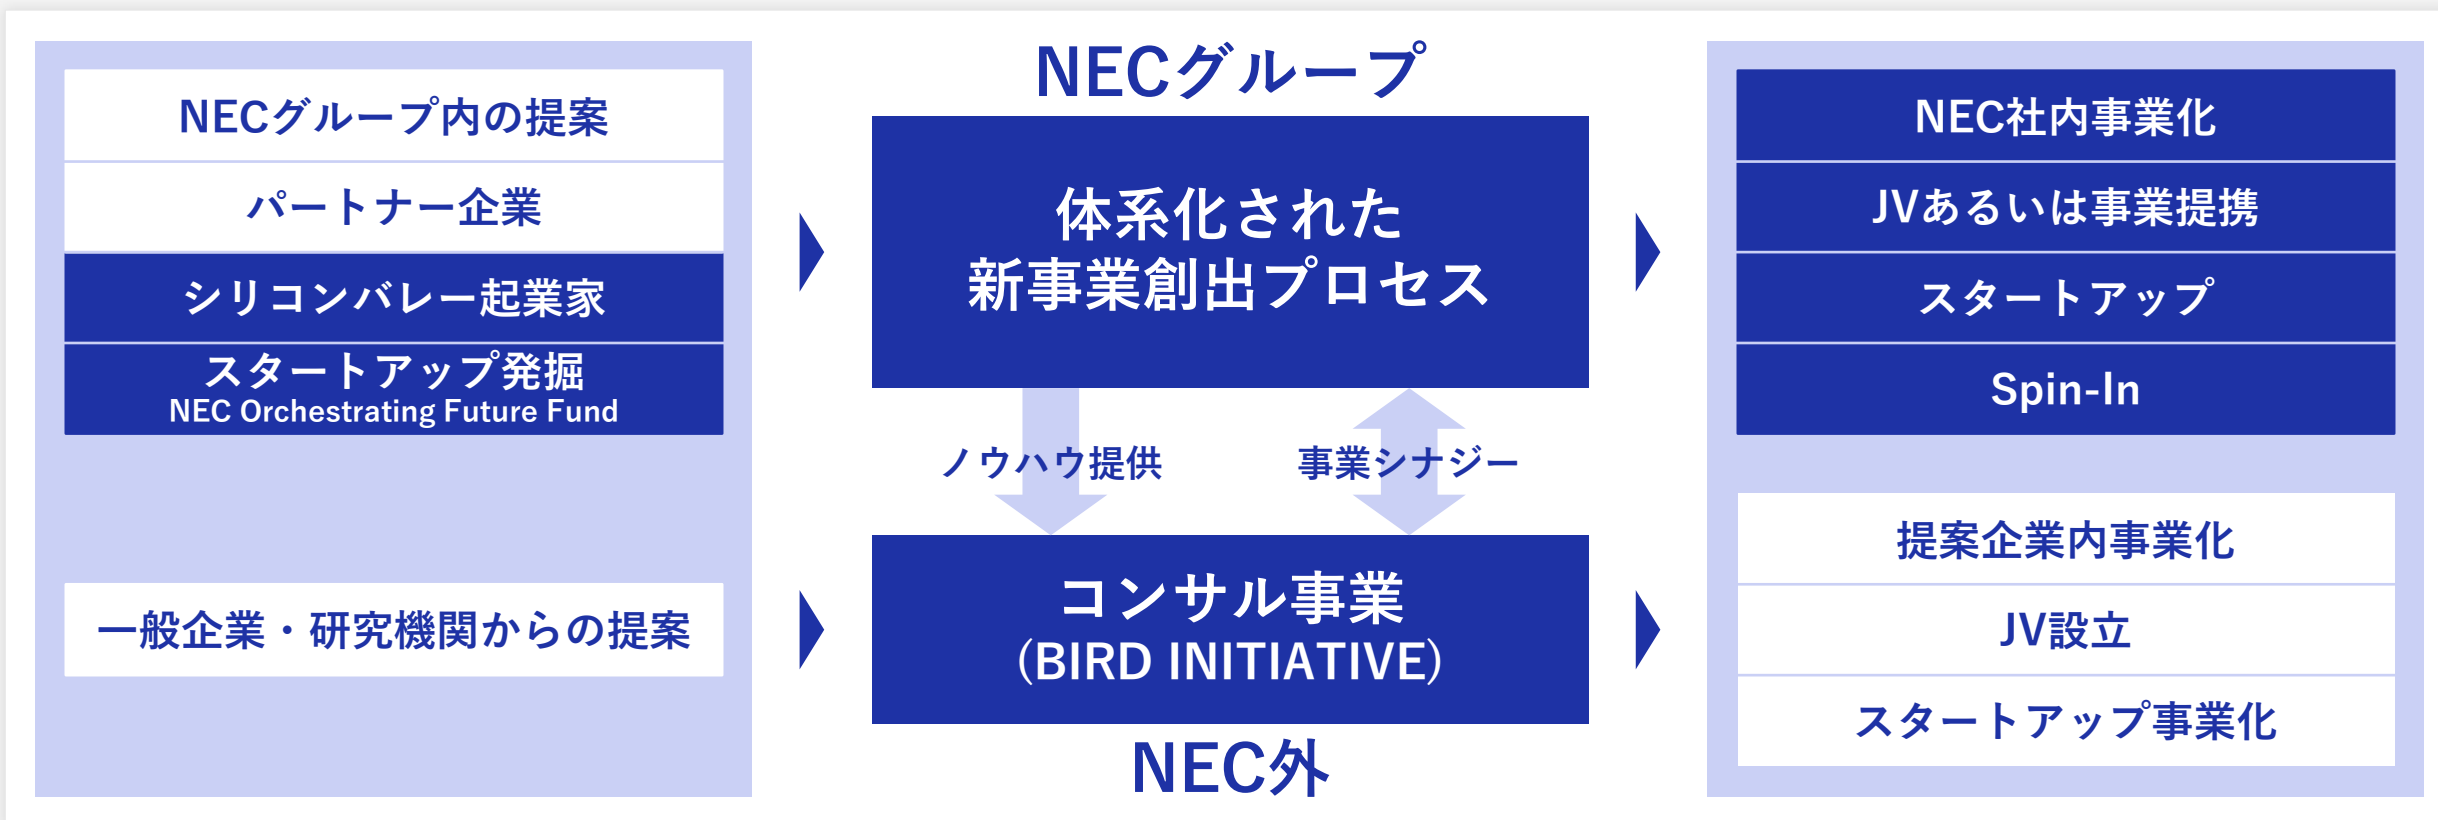 NECグループ内の提案
パートナー企業
シリコンバレー起業家
スタートアップ発掘
NEC Orchestrating Future Fund
一般企業・研究機関からの提案
NECグループ
体系化された
新事業創出プロセス
ノウハウ提供
事業シナジー
コンサル事業
(BIRD INITIATIVE)
NEC外
NEC社内事業化
JVあるいは事業提携
スタートアップ
Spin-In
提案企業内事業化
JV設立
スタートアップ事業化